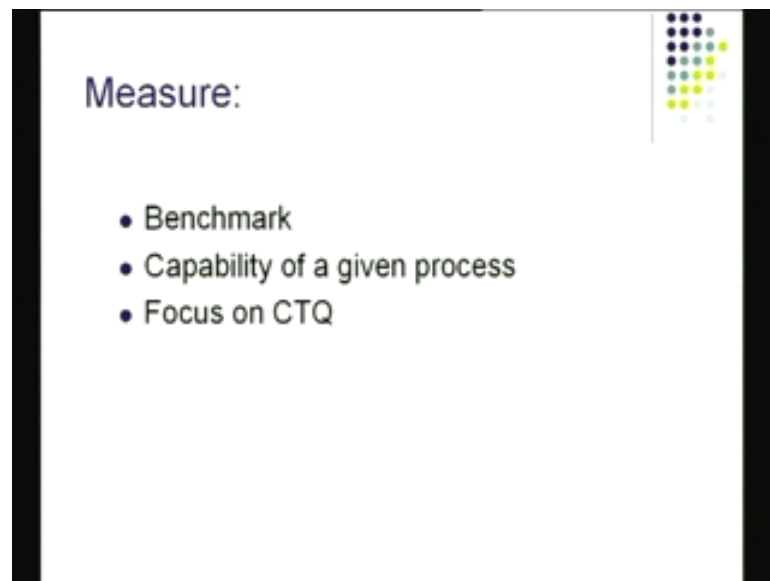 Measure:
Benchmark
Capability of a given process
Focus on CTQ